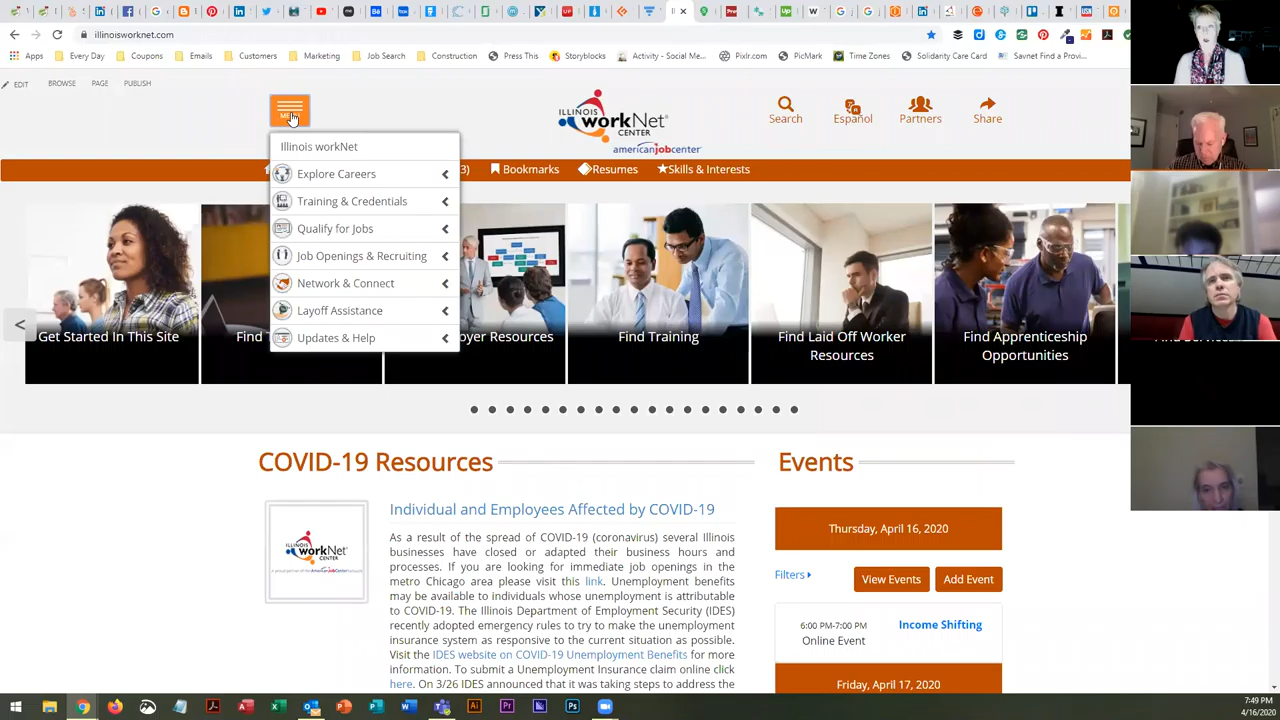 illinoisworknet.com
Apps
Every Day
Coupons
Emails
Customers
Marketing
Job Search
Construction
Press This
Storyblocks
Activity - Social Me...
Pixlr.com
PicMark
Time Zones
Solidarity Care Card
Savnet Find a Provi...
EDIT
BROWSE
PAGE
PUBLISH
ILLINOIS
workNet
CENTER
americanjobcenter
Search
Español
Partners
Share
Illinois workNet
Explore Careers
Training & Credentials
Qualify for Jobs
Job Openings & Recruiting
Network & Connect
Layoff Assistance
Updates & Help
3)
Bookmarks
Resumes
Skills & Interests
Get Started In This Site
Find
oyer Resources
Find Training
Find Laid Off Worker
Resources
Find Apprenticeship
Opportunities
COVID-19 Resources
ILLINOIS
workNet
CENTER
Individual and Employees Affected by COVID-19
As a result of the spread of COVID-19 (coronavirus) several Illinois
businesses have closed or adapted their business hours and
processes. If you are looking for immediate job openings in the
metro Chicago area please visit this link. Unemployment benefits
may be available to individuals whose unemployment is attributable
to COVID-19. The Illinois Department of Employment Security (IDES)
recently adopted emergency rules to try to make the unemployment
insurance system as responsive to the current situation as possible.
Visit the IDES website on COVID-19 Unemployment Benefits for more
information. To submit a Unemployment Insurance claim online click
here. On 3/26 IDES announced that it was taking steps to address the
Events
Thursday, April 16, 2020
Filters
View Events
Add Event
6:00 PM-7:00 PM
Online Event
Income Shifting
Friday, April 17, 2020
7:49 PM
4/16/2020